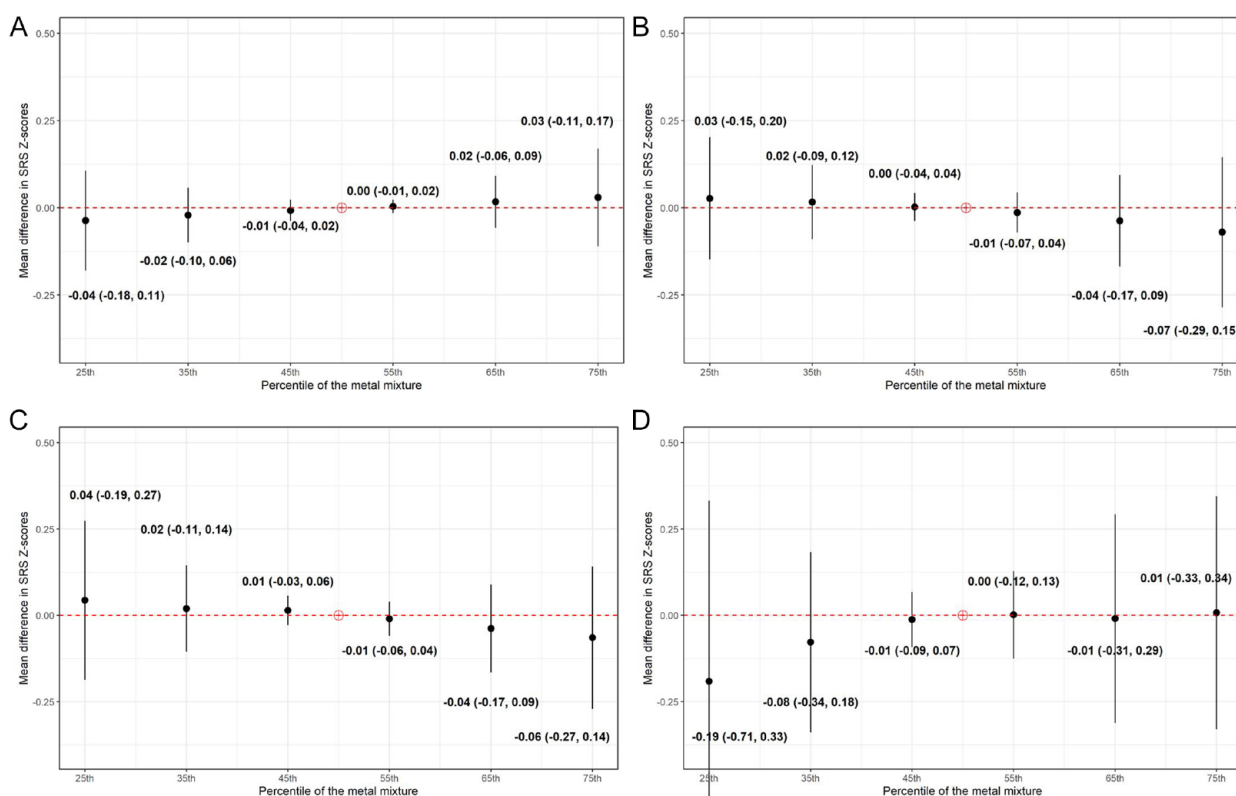 A
Mean difference in SRS Z-scores
0.50
0.25
0.00
-0.25
-0.04 (-0.18, 0.11)
-0.02 (-0.10, 0.06)
-0.01 (-0.04, 0.02)
0.00 (-0.01, 0.02)
0.02 (-0.06, 0.09)
0.03 (-0.11, 0.17)
25th 35th 45th 55th 65th 75th
Percentile of the metal mixture
B
Mean difference in SRS Z-scores
0.50
0.25
0.00
-0.25
0.03 (-0.15, 0.20)
0.02 (-0.09, 0.12)
0.00 (-0.04, 0.04)
-0.01 (-0.07, 0.04)
-0.04 (-0.17, 0.09)
-0.07 (-0.29, 0.15
25th 35th 45th 55th 65th 75th
Percentile of the metal mixture
C
Mean difference in SRS Z-scores
0.50
0.25
0.00
-0.25
0.04 (-0.19, 0.27)
0.02 (-0.11, 0.14)
0.01 (-0.03, 0.06)
-0.01 (-0.06, 0.04)
-0.04 (-0.17, 0.09)
-0.06 (-0.27, 0.14)
25th 35th 45th 55th 65th 75th
Percentile of the metal mixture
D
Mean difference in SRS Z-scores
0.50
0.25
0.00
-0.25
-0.19 (-0.71, 0.33)
-0.08 (-0.34, 0.18)
-0.01 (-0.09, 0.07)
0.00 (-0.12, 0.13)
-0.01 (-0.31, 0.29)
0.01 (-0.33, 0.34)
25th 35th 45th 55th 65th 75th
Percentile of the metal mixture